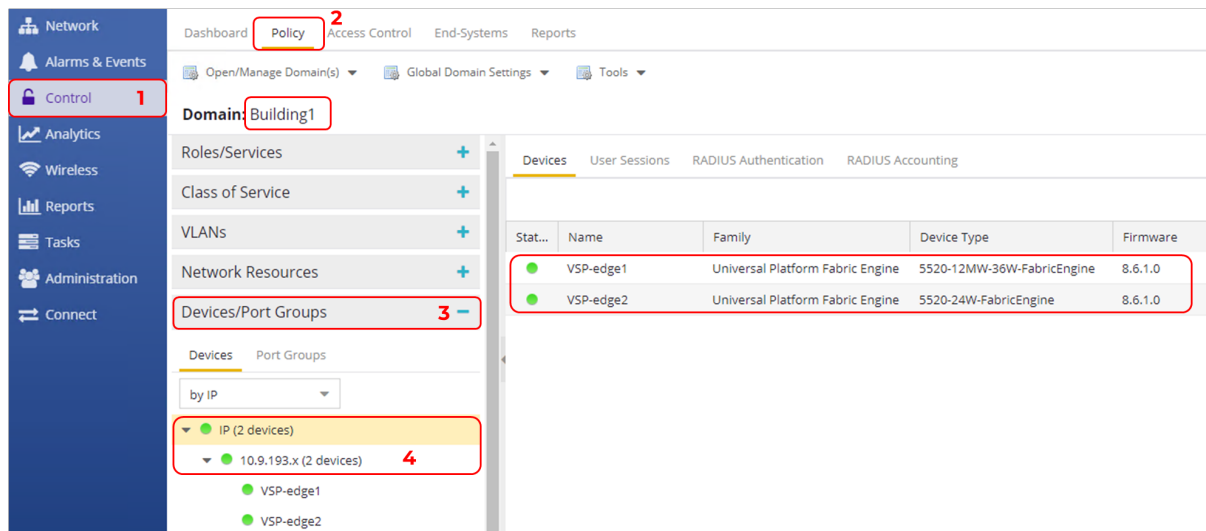 Network
Alarms & Events
Control 1
Analytics
Wireless
Reports
Tasks
Administration
Connect
2
Dashboard Policy Access Control End-Systems Reports
Open/Manage Domain(s) Global Domain Settings Tools
Domain: Building1
Roles/Services
Class of Service
VLANs
Network Resources
Devices/Port Groups 3
Devices Port Groups
by IP
IP (2 devices)
10.9.193.x (2 devices) 4
VSP-edge1
VSP-edge2
Devices User Sessions RADIUS Authentication RADIUS Accounting
Stat... Name Family Device Type Firmware
VSP-edge1 Universal Platform Fabric Engine 5520-12MW-36W-FabricEngine 8.6.1.0
VSP-edge2 Universal Platform Fabric Engine 5520-24W-FabricEngine 8.6.1.0